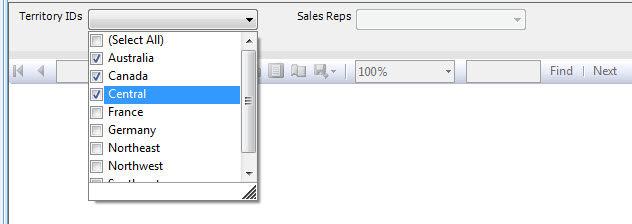 Territory IDs
Sales Reps
(Select All)
Australia
Canada
100%
Find | Next
Central
France
Germany
Northeast
Northwest